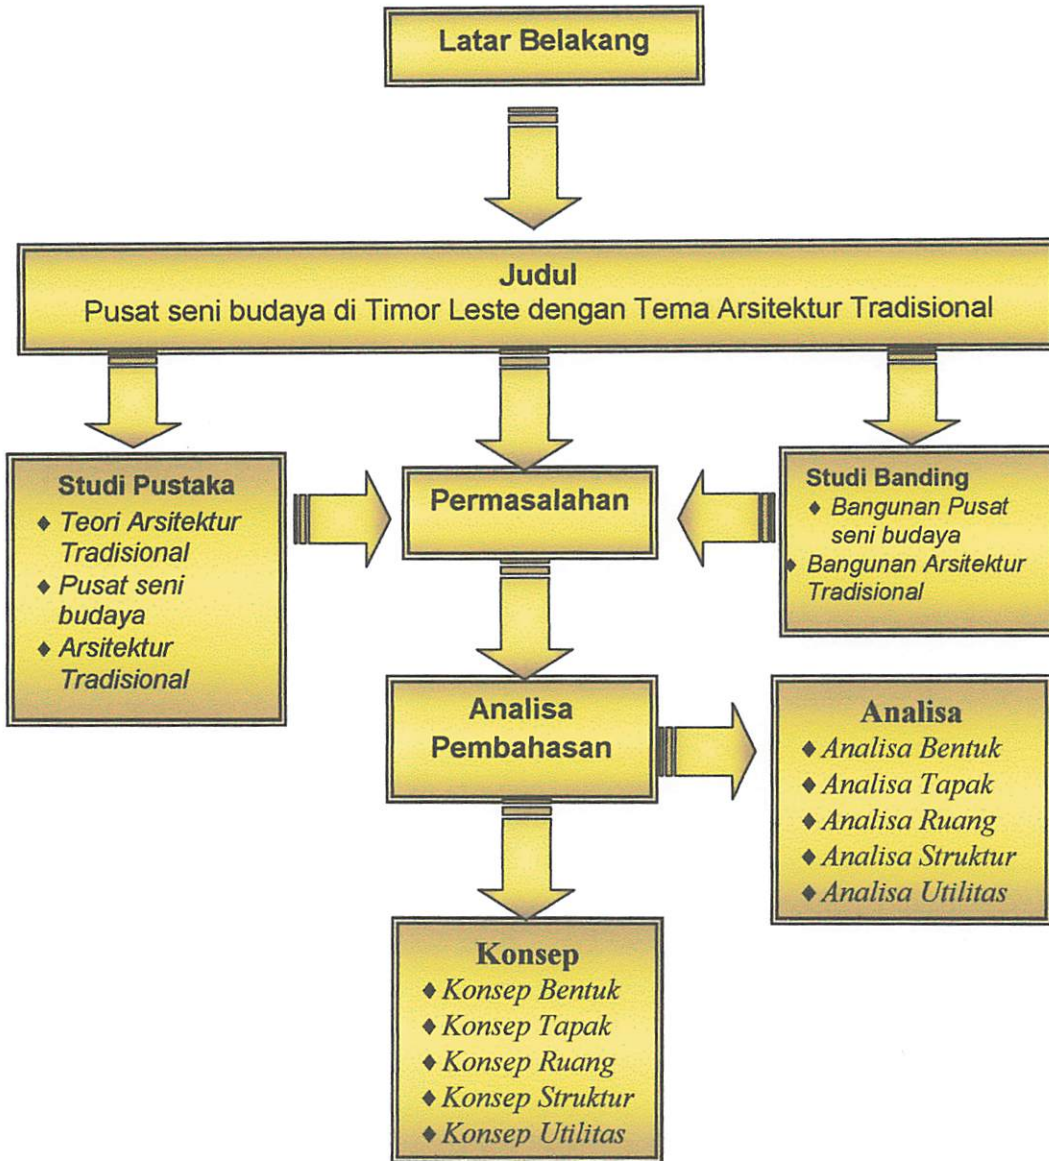 Latar Belakang
Judul
Pusat seni budaya di Timor Leste dengan Tema Arsitektur Tradisional
Studi Pustaka
♦ Teori Arsitektur
Tradisional
♦ Pusat seni
budaya
♦ Arsitektur
Tradisional
Permasalahan
Studi Banding
♦ Bangunan Pusat
seni budaya
♦ Bangunan Arsitektur
Tradisional
Analisa
Pembahasan
Analisa
♦ Analisa Bentuk
♦ Analisa Tapak
♦ Analisa Ruang
♦ Analisa Struktur
♦ Analisa Utilitas
Konsep
♦ Konsep Bentuk
♦ Konsep Tapak
♦ Konsep Ruang
♦ Konsep Struktur
♦ Konsep Utilitas